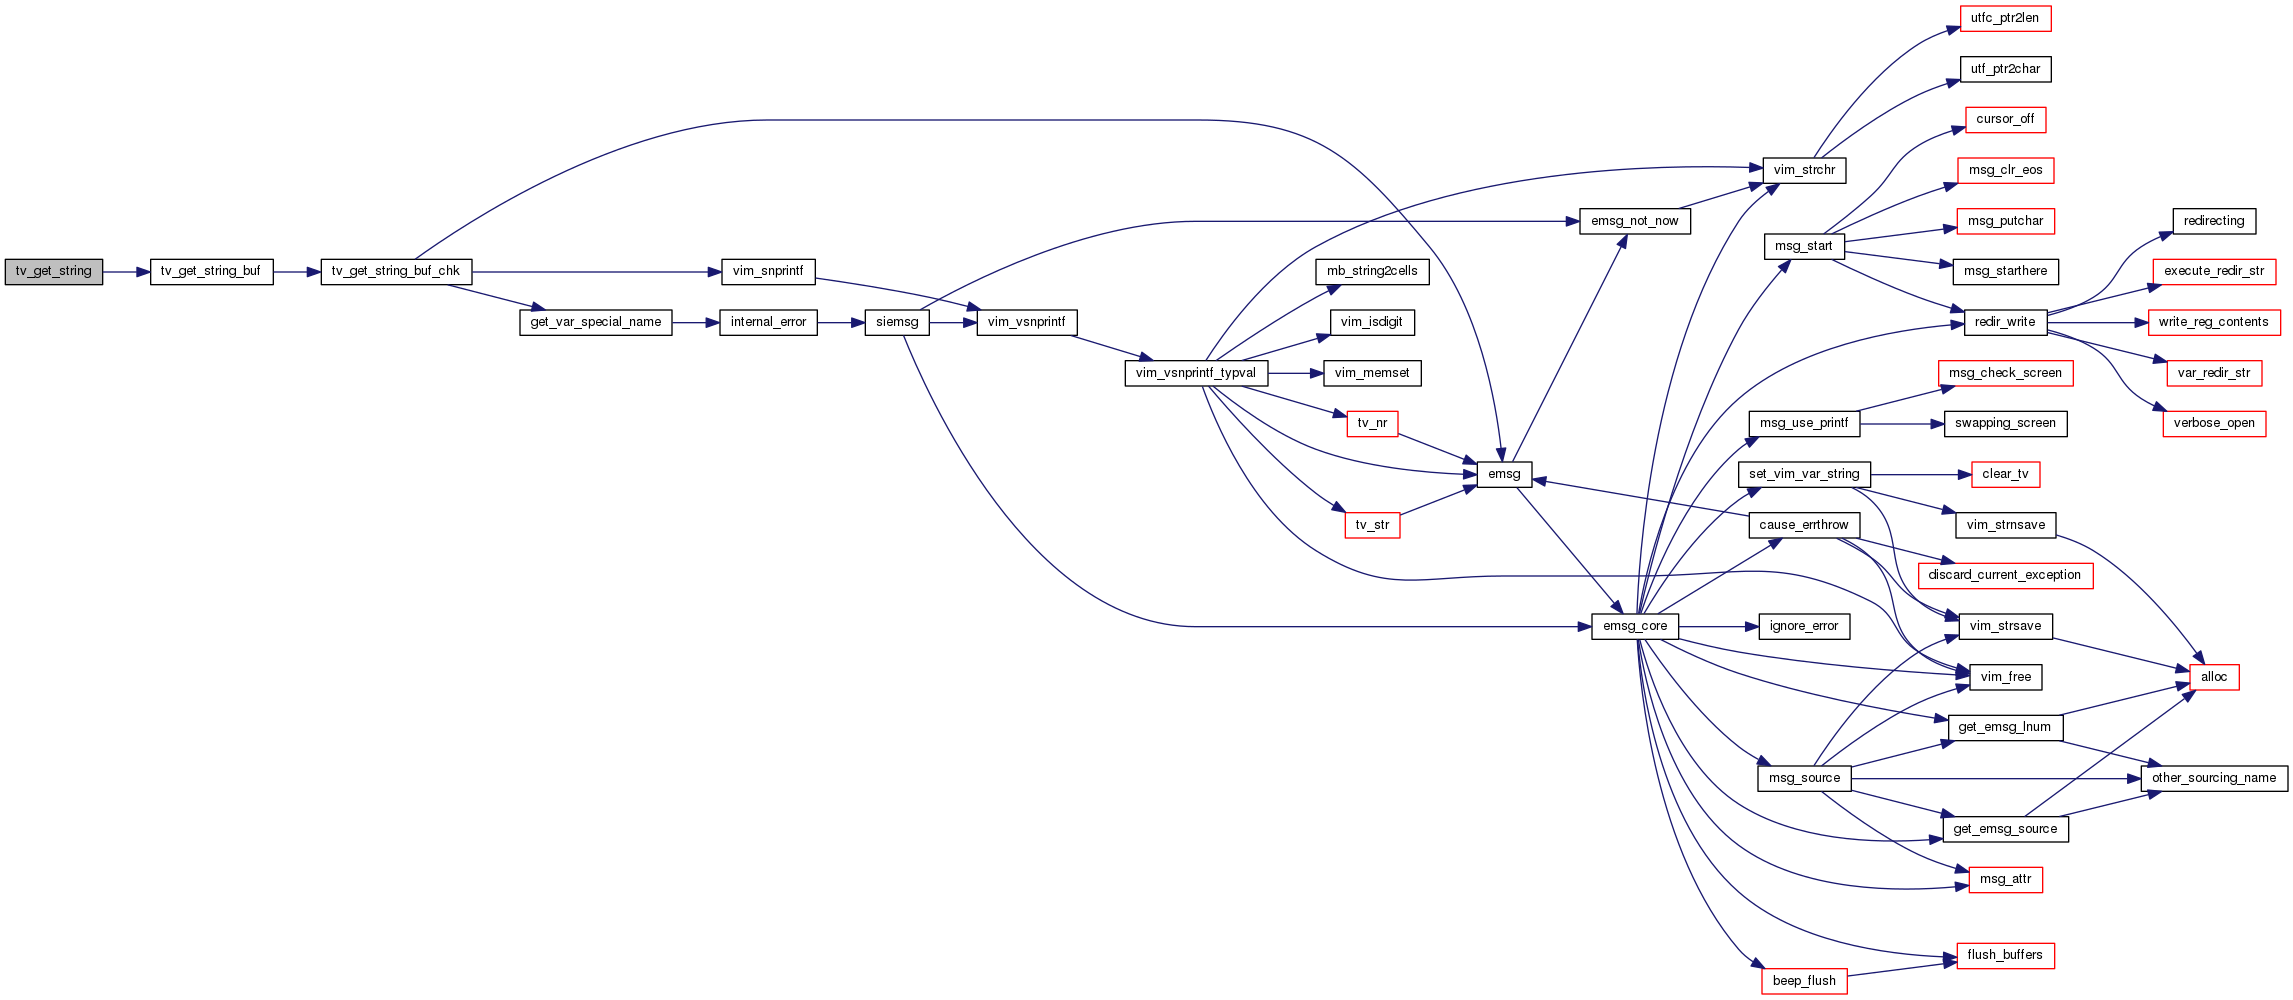 tv_get_string
tv_get_string_buf
tv_get_string_buf_chk
get_var_special_name
vim_snprintf
internal_error
siemsg
vim_vsnprintf
vim_vsnprintf_typval
mb_string2cells
vim_isdigit
vim_memset
tv_nr
tv_str
emsg
emsg_not_now
emsg_core
vim_strchr
msg_start
msg_use_printf
set_vim_var_string
cause_errthrow
ignore_error
msg_source
beep_flush
utfc_ptr2len
utf_ptr2char
cursor_off
msg_clr_eos
msg_putchar
msg_starthere
redir_write
msg_check_screen
swapping_screen
clear_tv
vim_strnsave
discard_current_exception
vim_strsave
vim_free
get_emsg_lnum
get_emsg_source
msg_attr
flush_buffers
redirecting
execute_redir_str
write_reg_contents
var_redir_str
verbose_open
alloc
other_sourcing_name